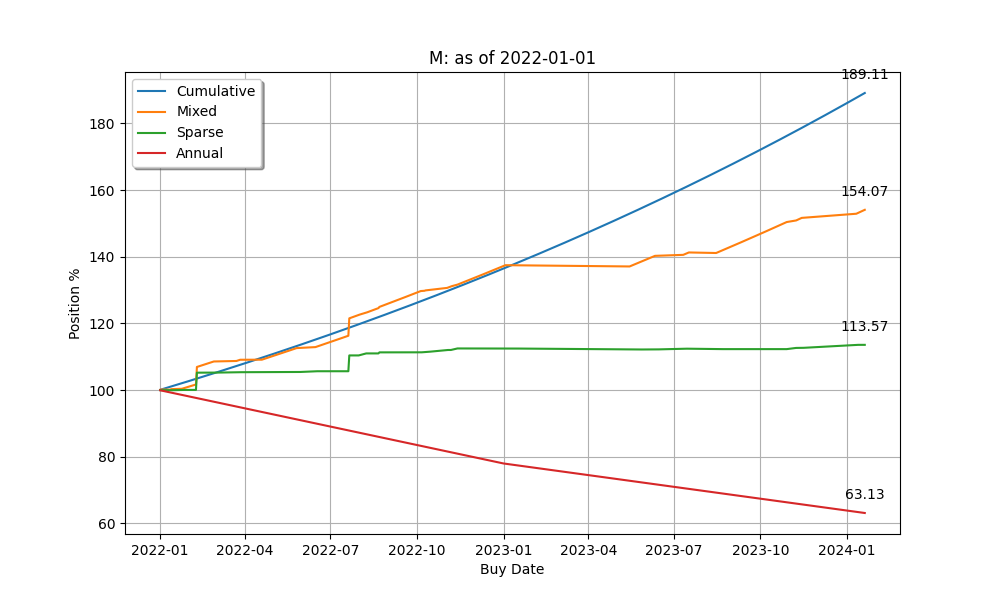 M: as of 2022-01-01
Cumulative
Mixed
Sparse
Annual
189.11
154.07
113.57
63.13
Position %
180
160
140
120
100
80
60
2022-01
2022-04
2022-07
2022-10
2023-01
2023-04
2023-07
2023-10
2024-01
Buy Date